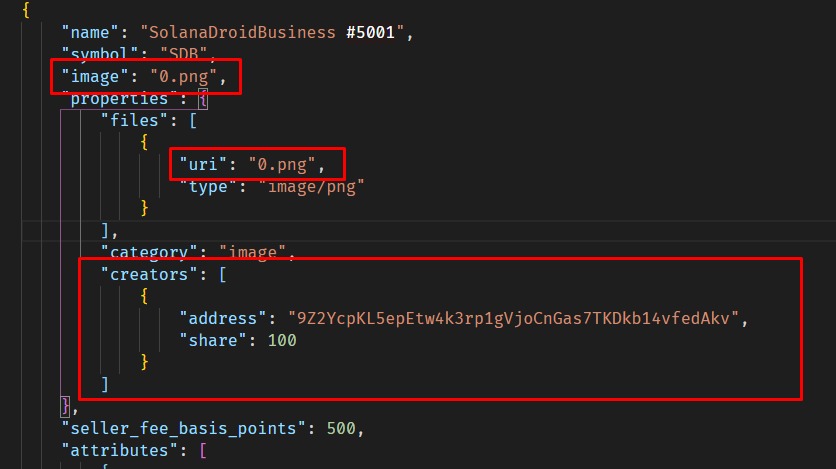 {
"name": "SolanaDroidBusiness #5001",
"symbol": "SDB",
"image": "0.png",
"properties": {
"files": [
{
"uri": "0.png",
"type": "image/png"
}
],
"category": "image",
"creators": [
{
"address": "9Z2YcpKL5epEtw4k3rp1gVjoCnGas7TKDkb14vfedAkv",
"share": 100
}
]
},
"seller_fee_basis_points": 500,
"attributes": [
{